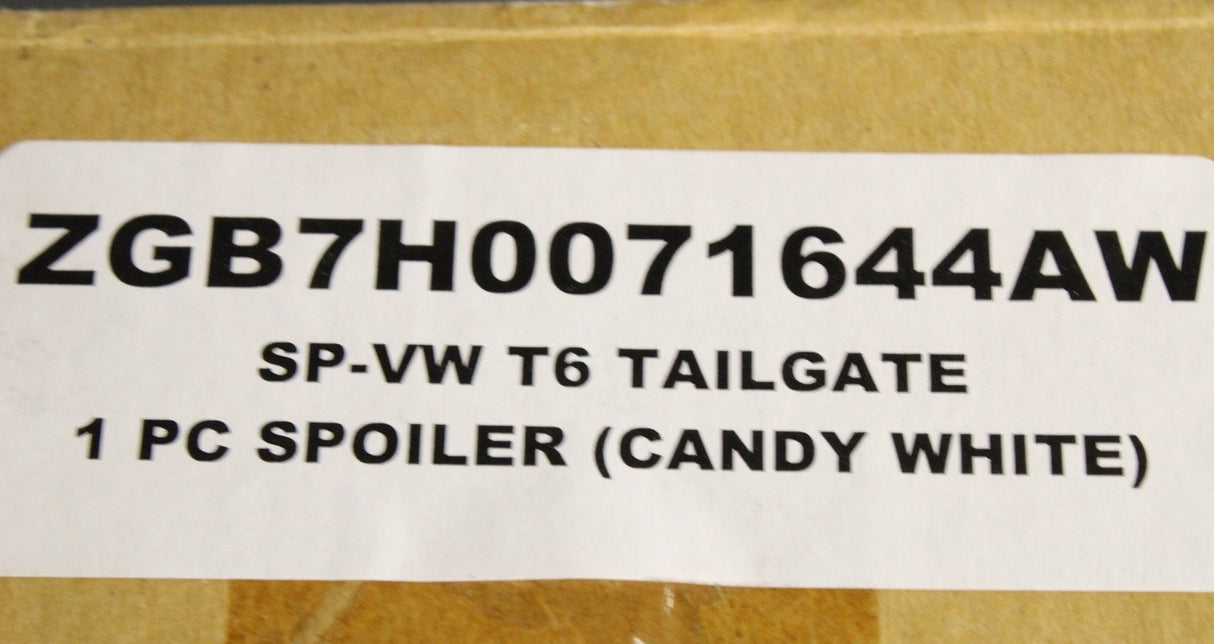 ZGB7H0071644AW
SP-VW T6 TAILGATE
1 PC SPOILER (CANDY WHITE)